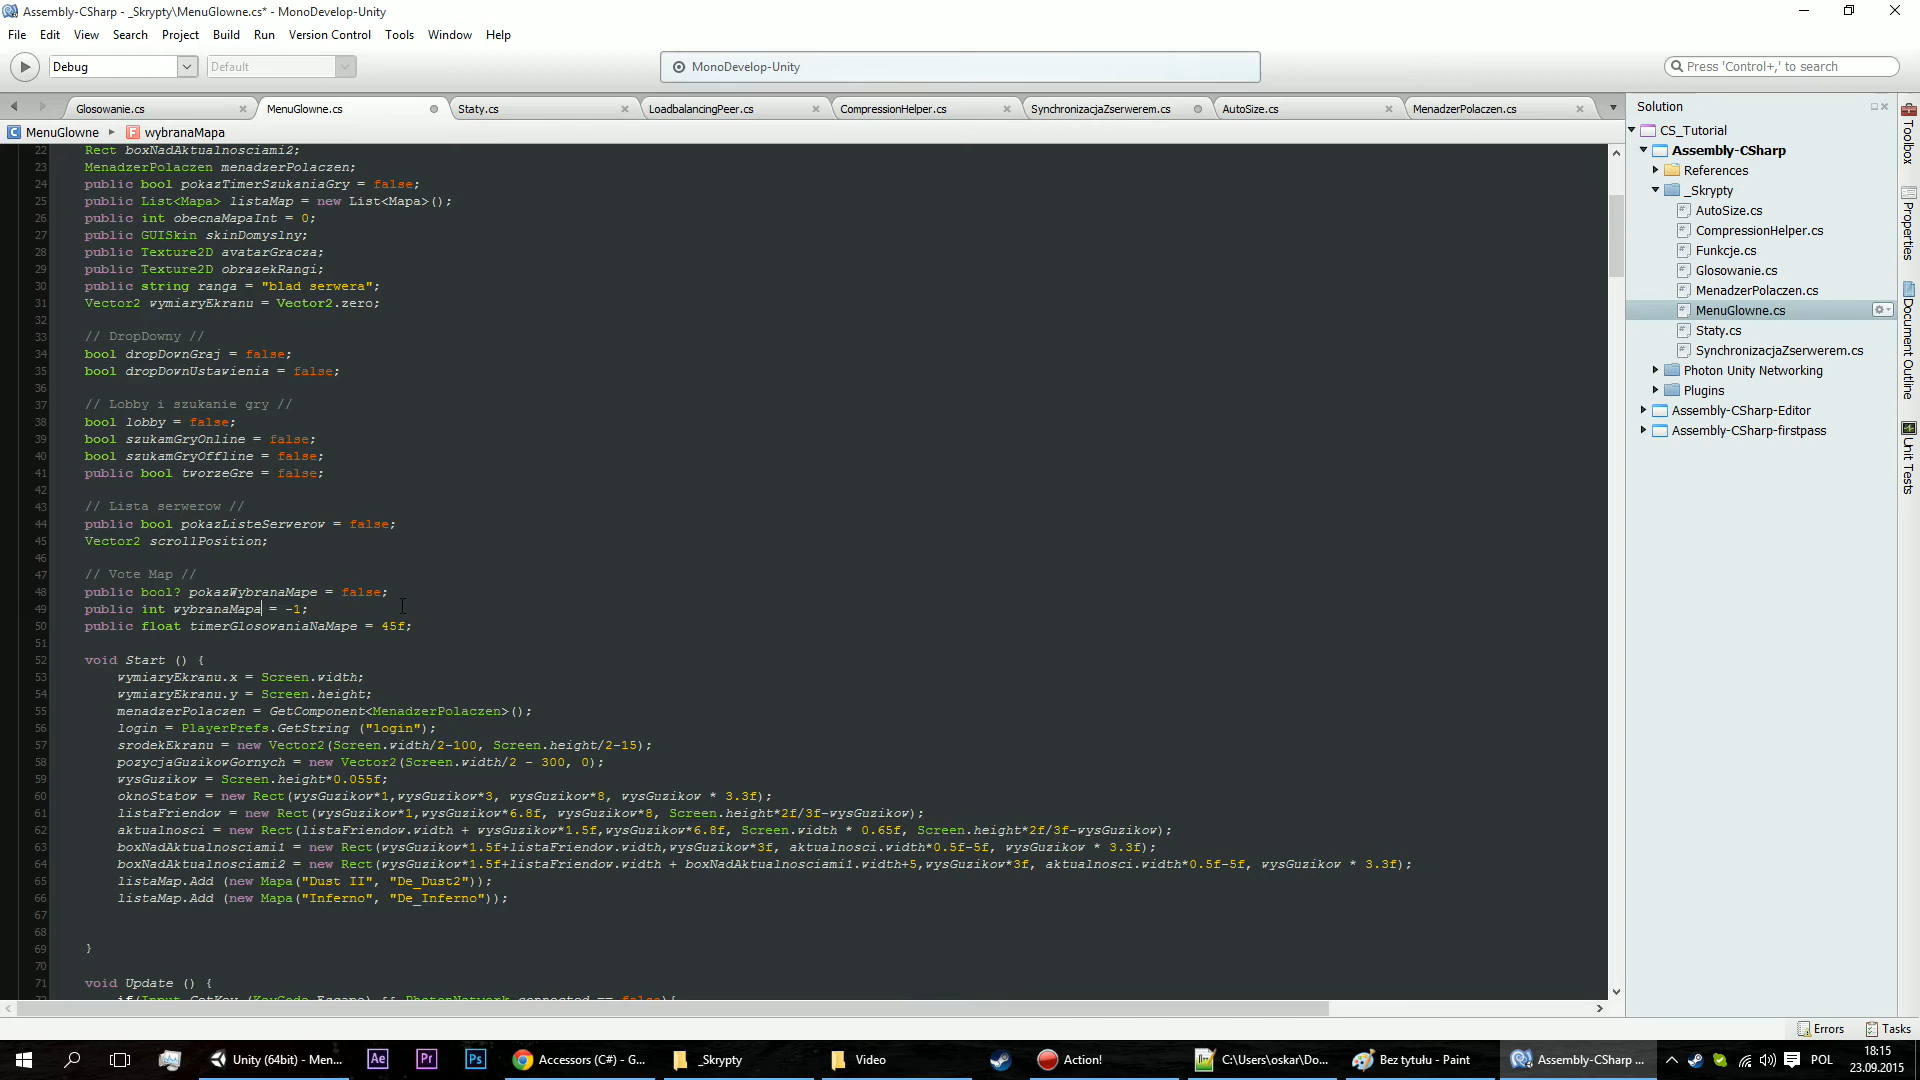 Assembly-CSharp - _Skrypty\MenuGlowne.cs* - MonoDevelop-Unity
File Edit View Search Project Build Run Version Control Tools Window Help
Debug Default MonoDevelop-Unity Press 'Control+,' to search
Glosowanie.cs MenuGlowne.cs Staty.cs LoadbalancingPeer.cs CompressionHelper.cs SynchronizacjaZserwerem.cs AutoSize.cs MenadzerPolaczen.cs
MenuGlowne wybranaMapa
22 Rect boxNadAktualnosciami2;
23 MenadzerPolaczen menadzerPolaczen;
24 public bool pokazTimerSzukaniaGry = false;
25 public List<Mapa> listaMap = new List<Mapa>();
26 public int obecnaMapaInt = 0;
27 public GUISkin skinDomyslny;
28 public Texture2D avatarGracza;
29 public Texture2D obrazekRangi;
30 public string ranga = "blad serwera";
31 Vector2 wymiaryEkranu = Vector2.zero;
32
33 // DropDowny //
34 bool dropDownGraj = false;
35 bool dropDownUstawienia = false;
36
37 // Lobby i szukanie gry //
38 bool lobby = false;
39 bool szukamGryOnline = false;
40 bool szukamGryOffline = false;
41 public bool tworzeGre = false;
42
43 // Lista serwerow //
44 public bool pokazListeSerwerow = false;
45 Vector2 scrollPosition;
46
47 // Vote Map //
48 public bool? pokazWybranaMape = false;
49 public int wybranaMapa = -1;
50 public float timerGlosowaniaNaMape = 45f;
51
52 void Start () {
53 wymiaryEkranu.x = Screen.width;
54 wymiaryEkranu.y = Screen.height;
55 menadzerPolaczen = GetComponent<MenadzerPolaczen>();
56 login = PlayerPrefs.GetString ("login");
57 srodekEkranu = new Vector2(Screen.width/2-100, Screen.height/2-15);
58 pozycjaGuzikowGornych = new Vector2(Screen.width/2 - 300, 0);
59 wysGuzikow = Screen.height*0.055f;
60 oknoStatow = new Rect(wysGuzikow*1,wysGuzikow*3, wysGuzikow*8, wysGuzikow * 3.3f);
61 listaFriendow = new Rect(wysGuzikow*1,wysGuzikow*6.8f, wysGuzikow*8, Screen.height*2f/3f-wysGuzikow);
62 aktualnosci = new Rect(listaFriendow.width + wysGuzikow*1.5f,wysGuzikow*6.8f, Screen.width * 0.65f, Screen.height*2f/3f-wysGuzikow);
63 boxNadAktualnosciami1 = new Rect(wysGuzikow*1.5f+listaFriendow.width,wysGuzikow*3f, aktualnosci.width*0.5f-5f, wysGuzikow * 3.3f);
64 boxNadAktualnosciami2 = new Rect(wysGuzikow*1.5f+listaFriendow.width + boxNadAktualnosciami1.width+5,wysGuzikow*3f, aktualnosci.width*0.5f-5f, wysGuzikow * 3.3f);
65 listaMap.Add (new Mapa("Dust II", "De_Dust2"));
66 listaMap.Add (new Mapa("Inferno", "De_Inferno"));
67
68
69 }
70
71 void Update () {
Solution
CS_Tutorial
Assembly-CSharp
References
_Skrypty
AutoSize.cs
CompressionHelper.cs
Funkcje.cs
Glosowanie.cs
MenadzerPolaczen.cs
MenuGlowne.cs
Staty.cs
SynchronizacjaZserwerem.cs
Photon Unity Networking
Plugins
Assembly-CSharp-Editor
Assembly-CSharp-firstpass
Toolbox
Properties
Document Outline
Unit Tests
Errors Tasks
Unity (64bit) - Men... Ae Pr Ps Accessors (C#) - G... _Skrypty Video Action! C:\Users\oskar\Do... Bez tytułu - Paint Assembly-CSharp ... POL 18:15
23.09.2015